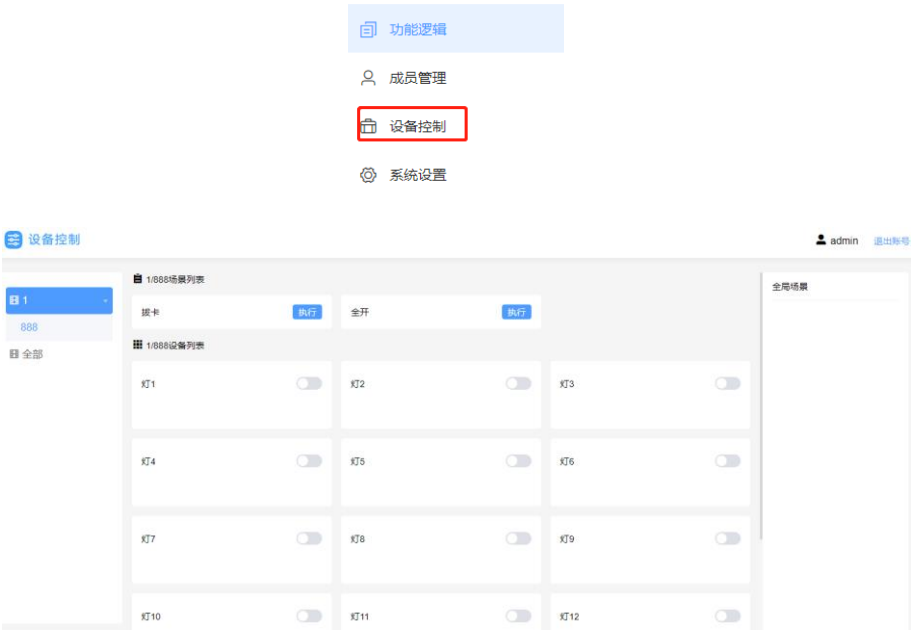 功能逻辑
成员管理
设备控制
系统设置
设备控制
admin 退出账号
1
888
全部
1/888场景列表
拔卡 执行 全开 执行
1/888设备列表
灯1 灯2 灯3
灯4 灯5 灯6
灯7 灯8 灯9
灯10 灯11 灯12
全局场景